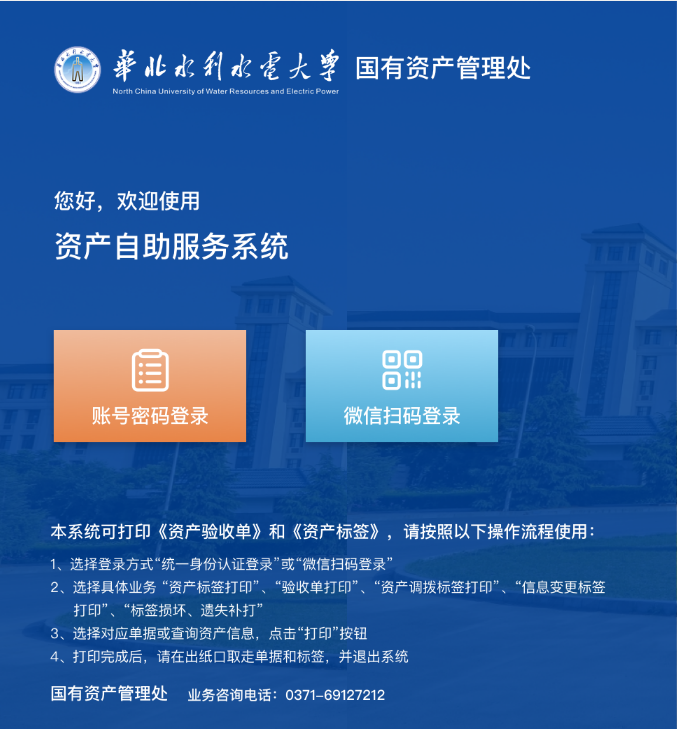 華北水利水電大學 国有资产管理处
North China University of Water Resources and Electric Power
您好，欢迎使用
资产自助服务系统
账号密码登录
微信扫码登录
本系统可打印《资产验收单》和《资产标签》，请按照以下操作流程使用：
1、选择登录方式“统一身份认证登录”或“微信扫码登录”
2、选择具体业务 “资产标签打印”、“验收单打印”、“资产调拨标签打印”、“信息变更标签
打印”、“标签损坏、遗失补打”
3、选择对应单据或查询资产信息，点击“打印”按钮
4、打印完成后，请在出纸口取走单据和标签，并退出系统
国有资产管理处 业务咨询电话：0371-69127212